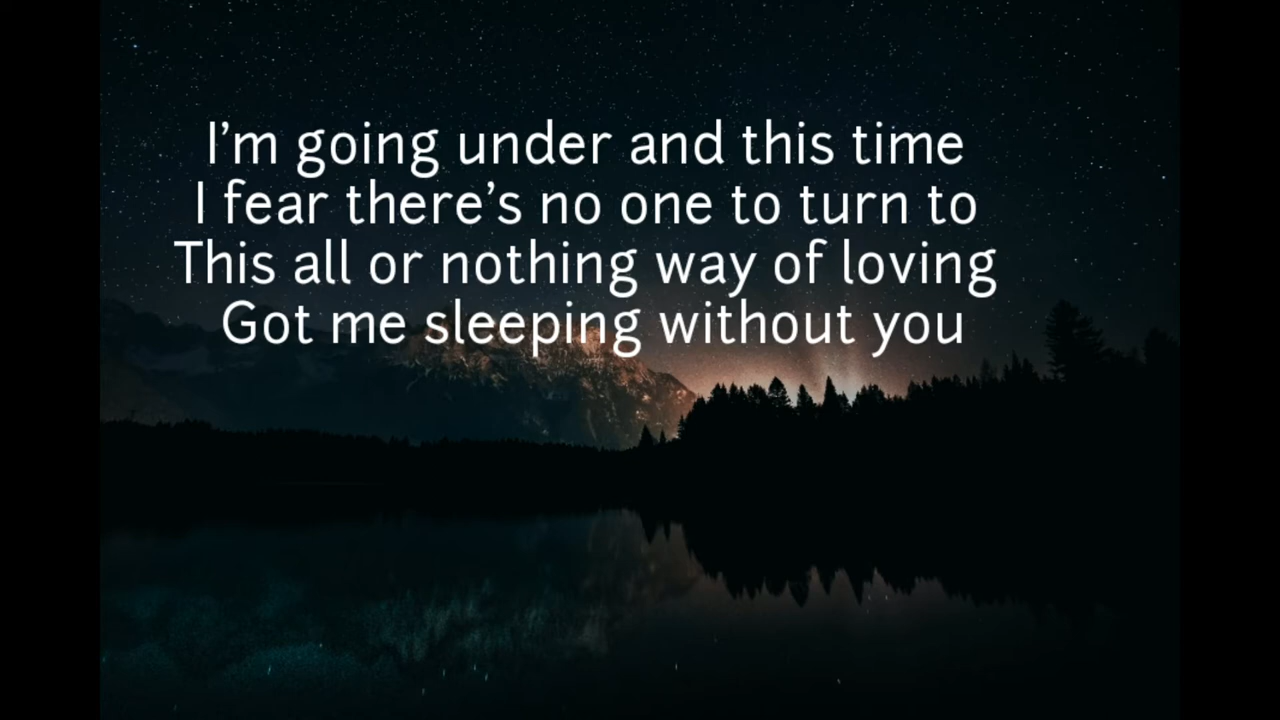 I’m going under and this time
I fear there’s no one to turn to
This all or nothing way of loving
Got me sleeping without you